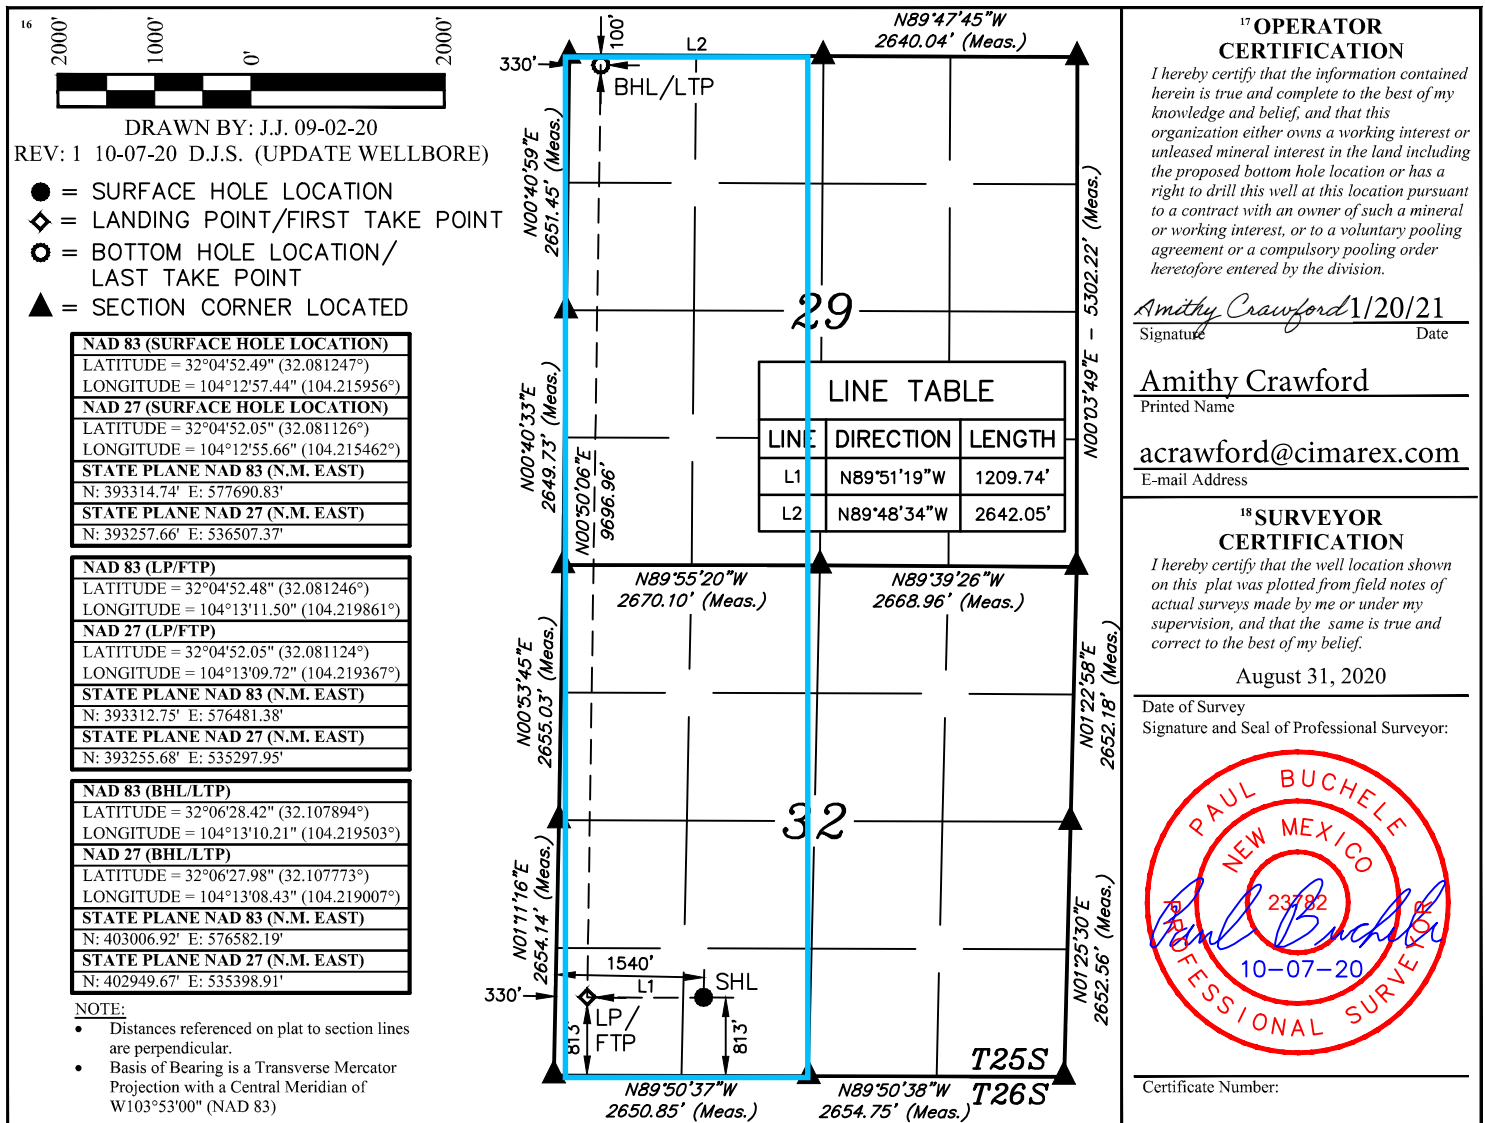 16
2000'
1000'
0'
2000'
DRAWN BY: J.J. 09-02-20
REV: 1 10-07-20 D.J.S. (UPDATE WELLBORE)
= SURFACE HOLE LOCATION
= LANDING POINT/FIRST TAKE POINT
= BOTTOM HOLE LOCATION/
LAST TAKE POINT
= SECTION CORNER LOCATED
NAD 83 (SURFACE HOLE LOCATION)
LATITUDE = 32°04'52.49" (32.081247°)
LONGITUDE = 104°12'57.44" (104.215956°)
NAD 27 (SURFACE HOLE LOCATION)
LATITUDE = 32°04'52.05" (32.081126°)
LONGITUDE = 104°12'55.66" (104.215462°)
STATE PLANE NAD 83 (N.M. EAST)
N: 393314.74' E: 577690.83'
STATE PLANE NAD 27 (N.M. EAST)
N: 393257.66' E: 536507.37'
NAD 83 (LP/FTP)
LATITUDE = 32°04'52.48" (32.081246°)
LONGITUDE = 104°13'11.50" (104.219861°)
NAD 27 (LP/FTP)
LATITUDE = 32°04'52.05" (32.081124°)
LONGITUDE = 104°13'09.72" (104.219367°)
STATE PLANE NAD 83 (N.M. EAST)
N: 393312.75' E: 576481.38'
STATE PLANE NAD 27 (N.M. EAST)
N: 393255.68' E: 535297.95'
NAD 83 (BHL/LTP)
LATITUDE = 32°06'28.42" (32.107894°)
LONGITUDE = 104°13'10.21" (104.219503°)
NAD 27 (BHL/LTP)
LATITUDE = 32°06'27.98" (32.107773°)
LONGITUDE = 104°13'08.43" (104.219007°)
STATE PLANE NAD 83 (N.M. EAST)
N: 403006.92' E: 576582.19'
STATE PLANE NAD 27 (N.M. EAST)
N: 402949.67' E: 535398.91'
NOTE:
• Distances referenced on plat to section lines
are perpendicular.
• Basis of Bearing is a Transverse Mercator
Projection with a Central Meridian of
W103°53'00" (NAD 83)
100'
330'
L2
BHL/LTP
N89°47'45"W
2640.04' (Meas.)
N00°40'59"E
2651.45' (Meas.)
N00°03'49"E - 5302.22' (Meas.)
29
N00°40'33"E
2649.73' (Meas.)
N00°50'06"E
9696.96'
LINE TABLE
LINE DIRECTION LENGTH
L1 N89°51'19"W 1209.74'
L2 N89°48'34"W 2642.05'
N89°55'20"W
2670.10' (Meas.)
N89°39'26"W
2668.96' (Meas.)
N00°53'45"E
2655.03' (Meas.)
N01°22'58"E
2652.18' (Meas.)
32
N01°11'16"E
2654.14' (Meas.)
N01°25'30"E
2652.56' (Meas.)
1540'
330'
L1
SHL
LP/
FTP
813'
813'
T25S
T26S
N89°50'37"W
2650.85' (Meas.)
N89°50'38"W
2654.75' (Meas.)
17 OPERATOR
CERTIFICATION
I hereby certify that the information contained
herein is true and complete to the best of my
knowledge and belief, and that this
organization either owns a working interest or
unleased mineral interest in the land including
the proposed bottom hole location or has a
right to drill this well at this location pursuant
to a contract with an owner of such a mineral
or working interest, or to a voluntary pooling
agreement or a compulsory pooling order
heretofore entered by the division.
Amithy Crawford 1/20/21
Signature Date
Amithy Crawford
Printed Name
acrawford@cimarex.com
E-mail Address
18 SURVEYOR
CERTIFICATION
I hereby certify that the well location shown
on this plat was plotted from field notes of
actual surveys made by me or under my
supervision, and that the same is true and
correct to the best of my belief.
August 31, 2020
Date of Survey
Signature and Seal of Professional Surveyor:
PAUL BUCHELE
NEW MEXICO
23782
Paul Buchele
10-07-20
PROFESSIONAL SURVEYOR
Certificate Number: